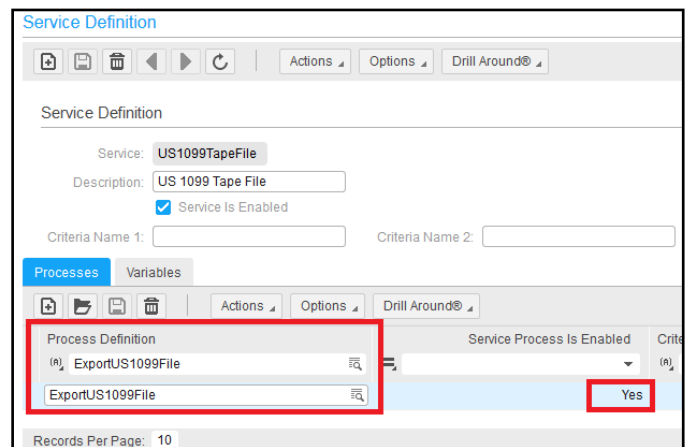 Service Definition
Actions Options Drill Around®
Service Definition
Service: US1099TapeFile
Description: US 1099 Tape File
Service Is Enabled
Criteria Name 1: Criteria Name 2:
Processes Variables
Actions Options Drill Around®
Process Definition Service Process Is Enabled Crite
(A) ExportUS1099File = (A)
ExportUS1099File Yes
Records Per Page: 10